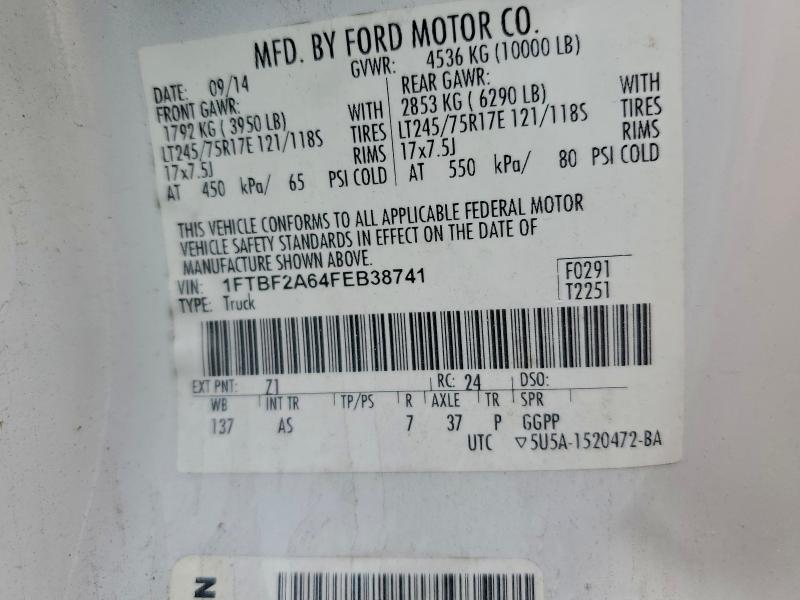 MFD. BY FORD MOTOR CO.
DATE: 09/14 GVWR: 4536 KG (10000 LB)
FRONT GAWR: REAR GAWR:
1792 KG ( 3950 LB) WITH 2853 KG ( 6290 LB) WITH
LT245/75R17E 121/118S TIRES LT245/75R17E 121/118S TIRES
17x7.5J RIMS 17x7.5J RIMS
AT 450 kPa/ 65 PSI COLD AT 550 kPa/ 80 PSI COLD
THIS VEHICLE CONFORMS TO ALL APPLICABLE FEDERAL MOTOR
VEHICLE SAFETY STANDARDS IN EFFECT ON THE DATE OF
MANUFACTURE SHOWN ABOVE.
VIN: 1FTBF2A64FEB38741 F0291
TYPE: Truck T2251
EXT PNT: Z1 RC: 24 DSO:
WB INT TR TP/PS R AXLE TR SPR
137 AS 7 37 P GGPP
UTC ▽5U5A-1520472-BA
N